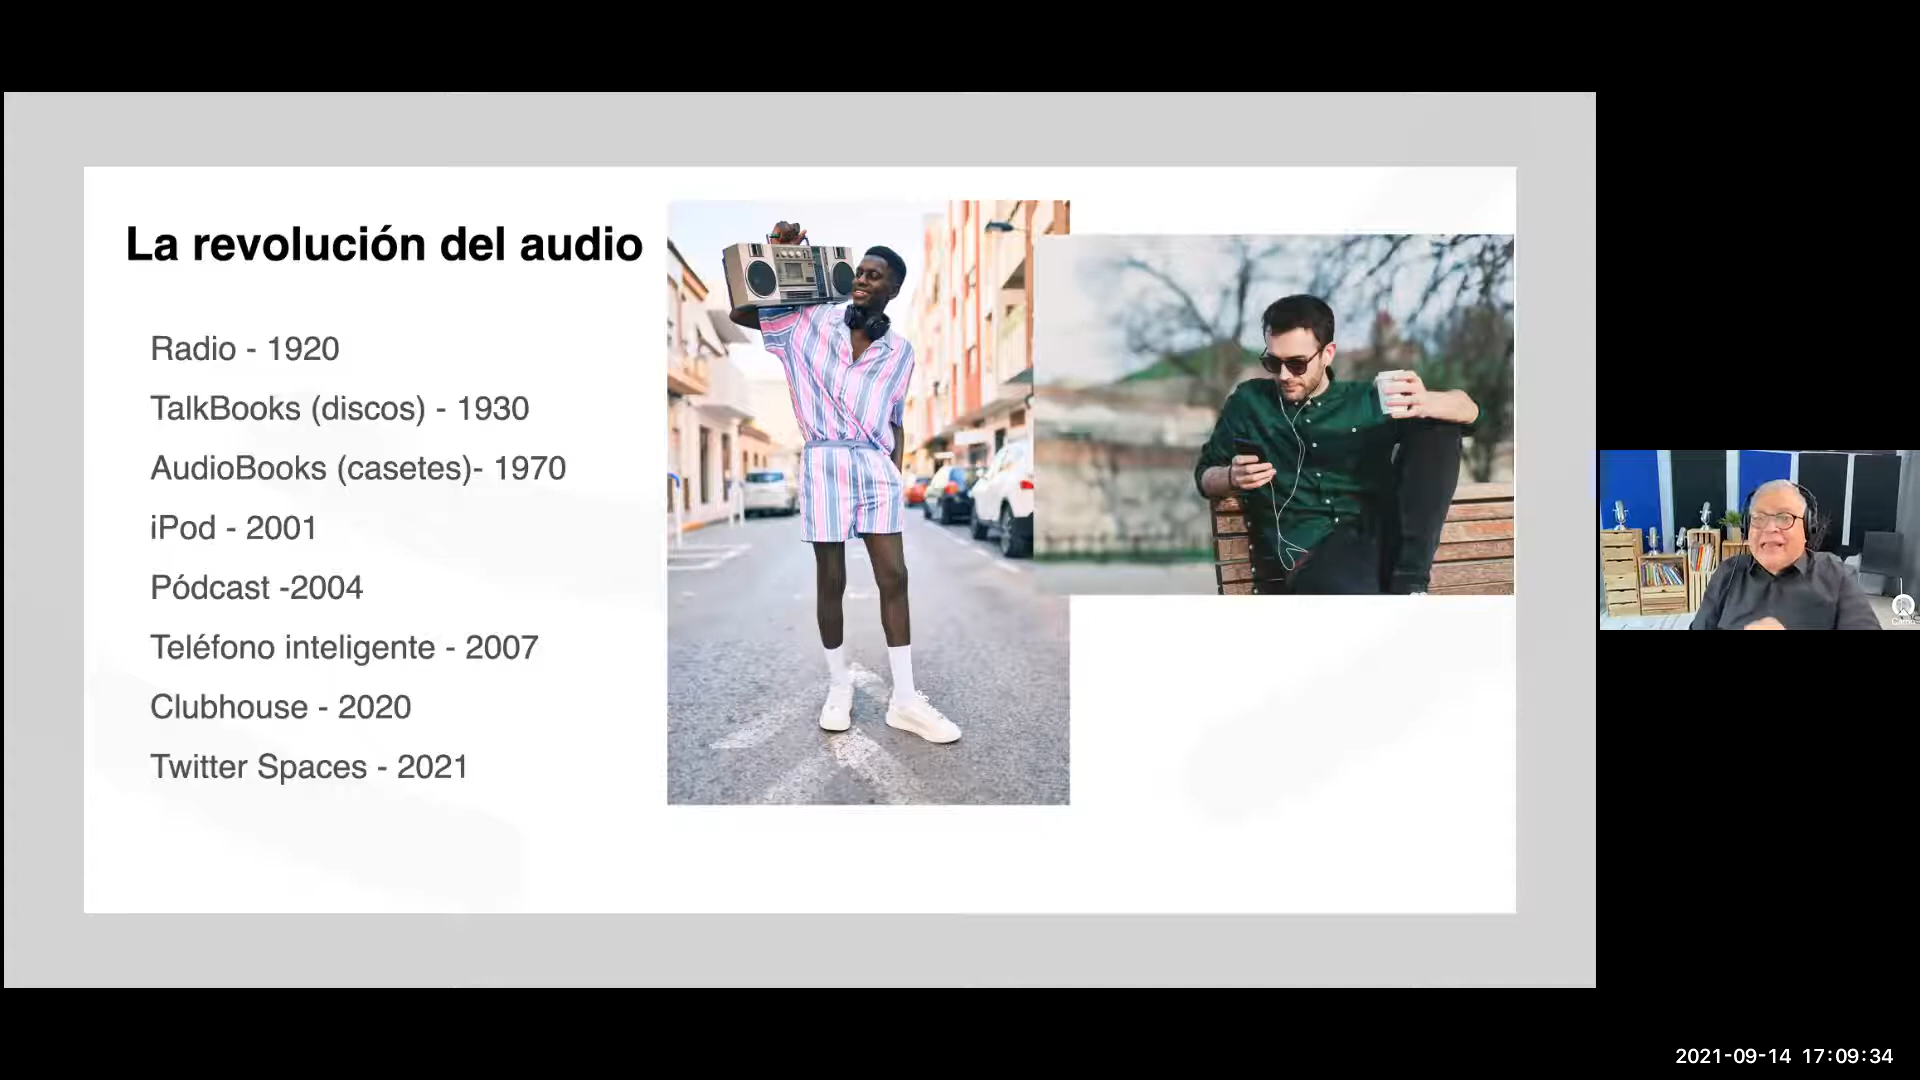 La revolución del audio
Radio - 1920
TalkBooks (discos) - 1930
AudioBooks (casetes)- 1970
iPod - 2001
Pódcast -2004
Teléfono inteligente - 2007
Clubhouse - 2020
Twitter Spaces - 2021
2021-09-14 17:09:34